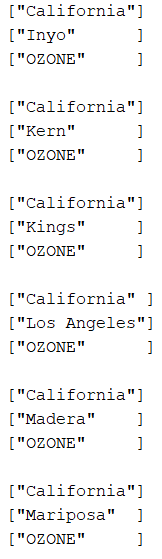 ["California"]
["Inyo"      ]
["OZONE"     ]

["California"]
["Kern"      ]
["OZONE"     ]

["California"]
["Kings"     ]
["OZONE"     ]

["California" ]
["Los Angeles"]
["OZONE"      ]

["California"]
["Madera"    ]
["OZONE"     ]

["California"]
["Mariposa"  ]
["OZONE"     ]